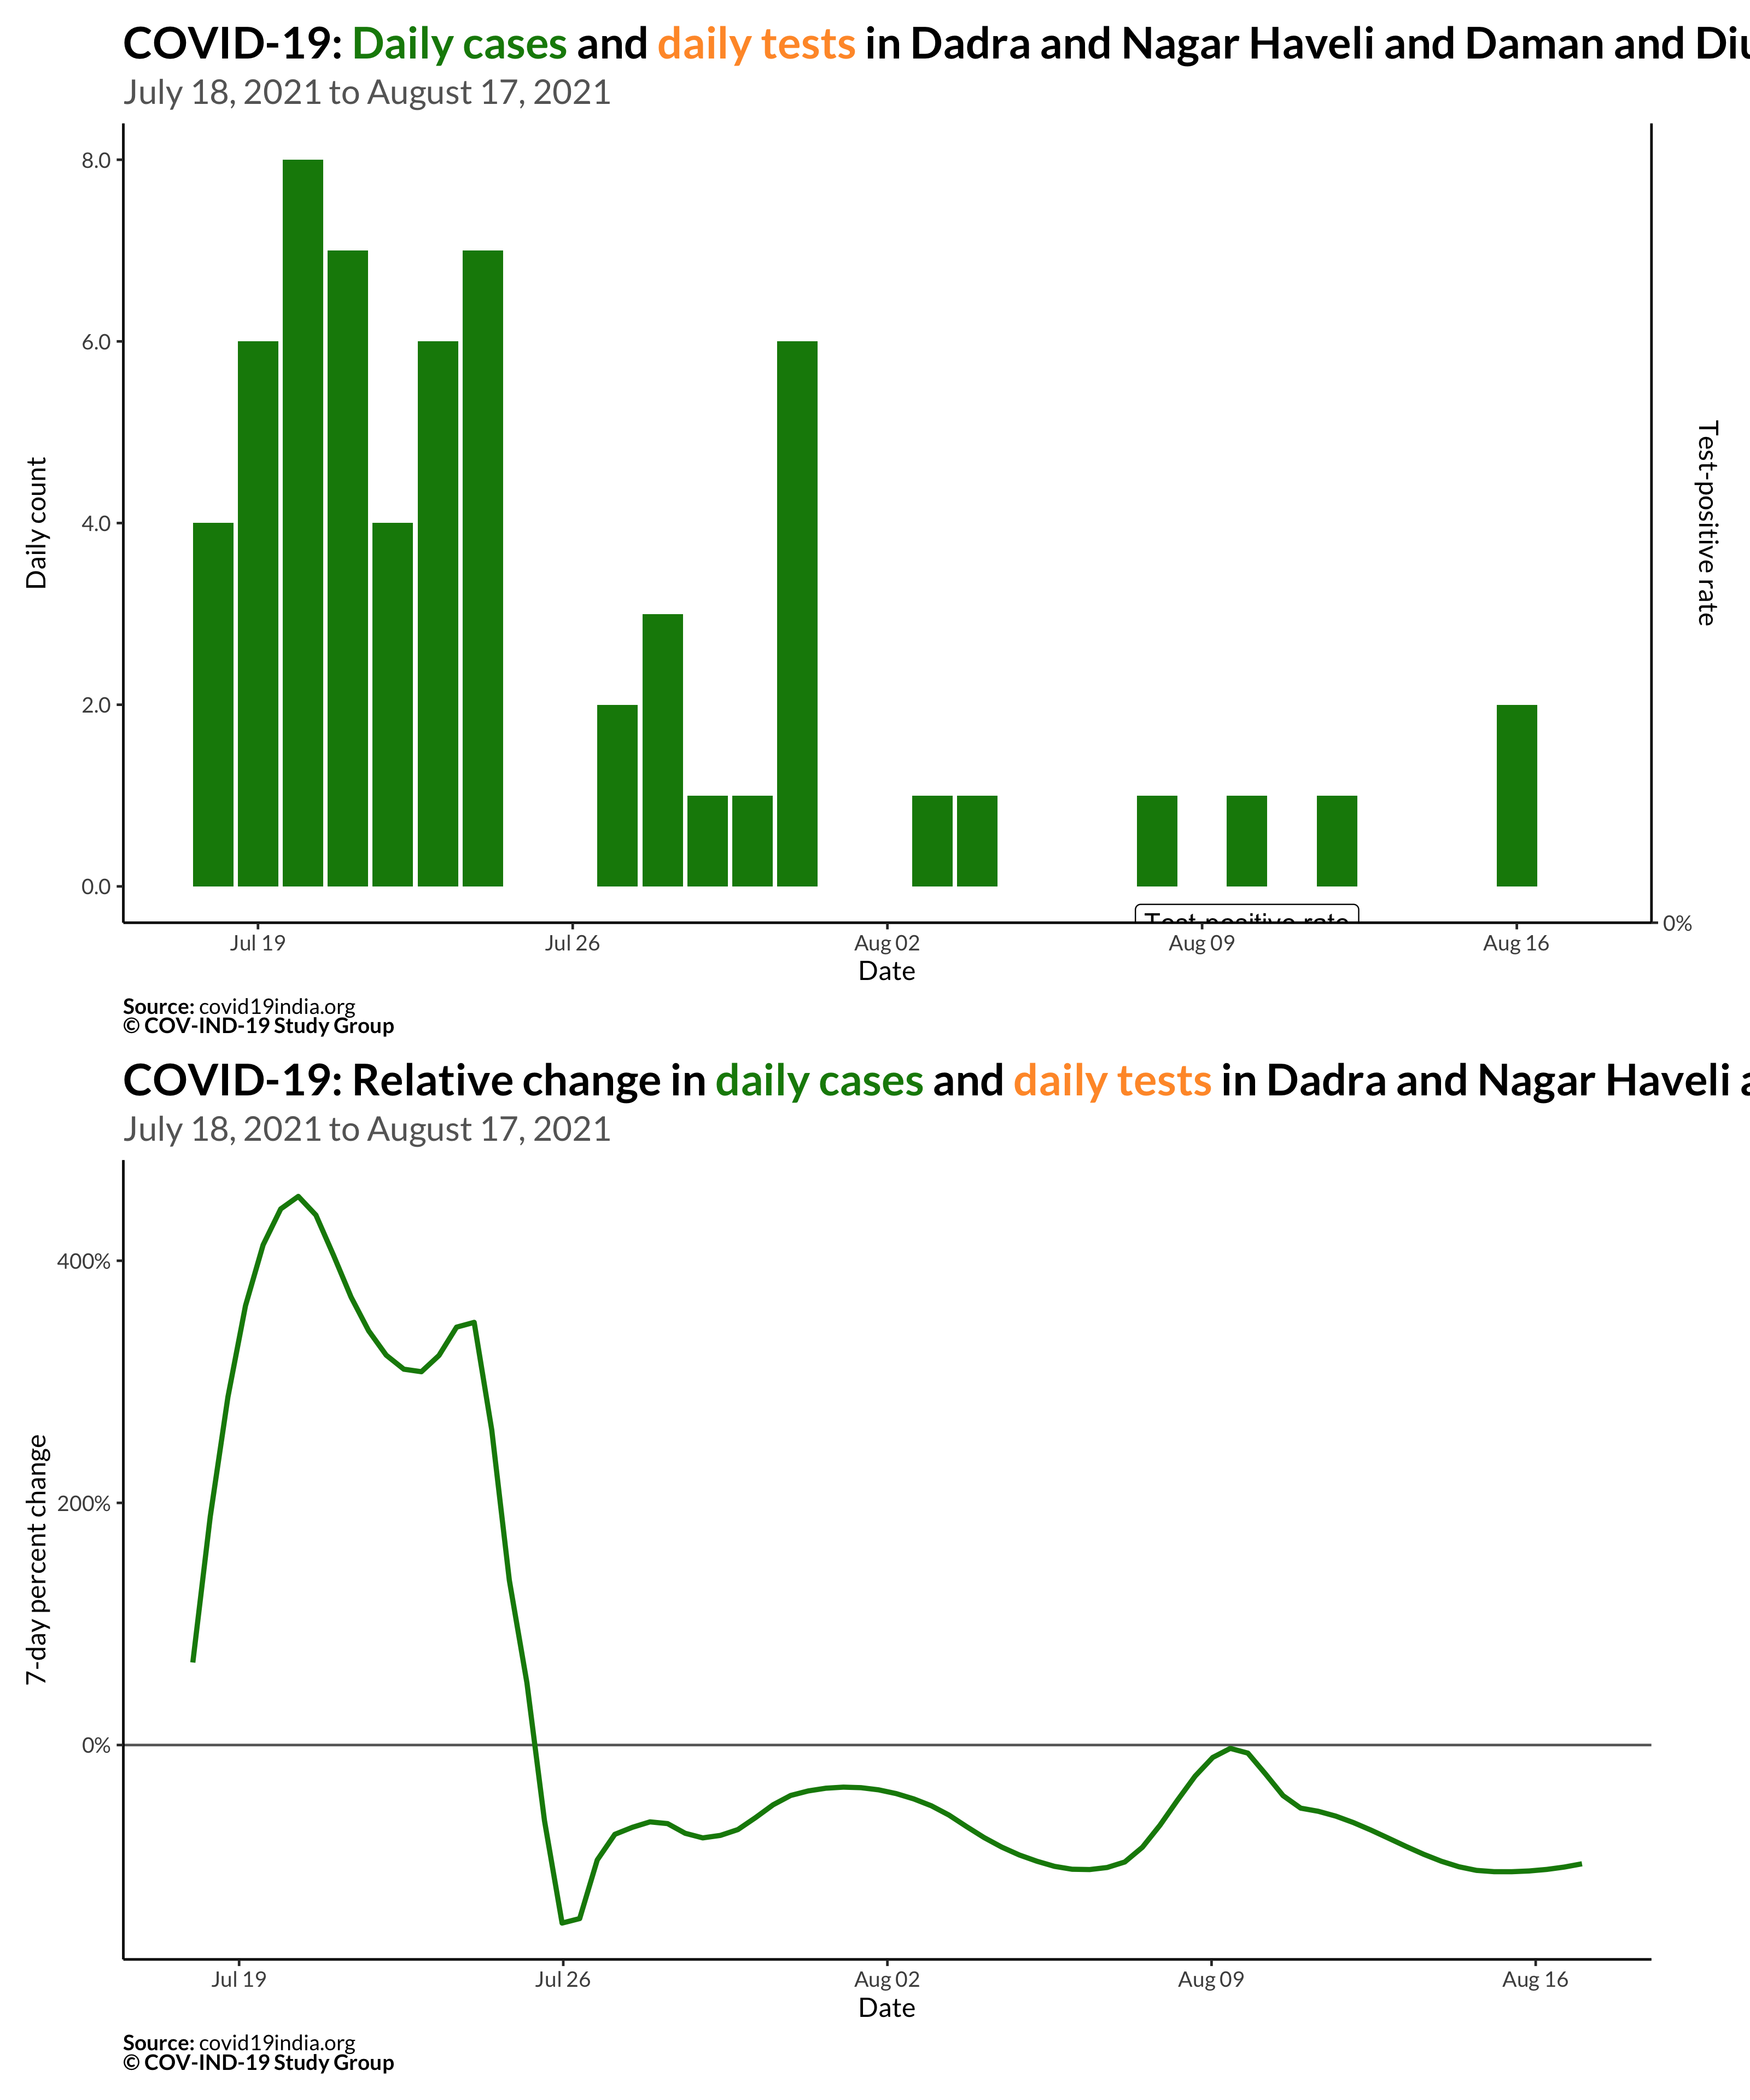 COVID-19: Daily cases and daily tests in Dadra and Nagar Haveli and Daman and Diu
July 18, 2021 to August 17, 2021
8.0
6.0
4.0
2.0
0.0
Daily count
Test-positive rate
Test-positive rate
0%
Jul 19
Jul 26
Aug 02
Aug 09
Aug 16
Date
Source: covid19india.org
© COV-IND-19 Study Group
COVID-19: Relative change in daily cases and daily tests in Dadra and Nagar Haveli
July 18, 2021 to August 17, 2021
400%
200%
0%
7-day percent change
Jul 19
Jul 26
Aug 02
Aug 09
Aug 16
Date
Source: covid19india.org
© COV-IND-19 Study Group